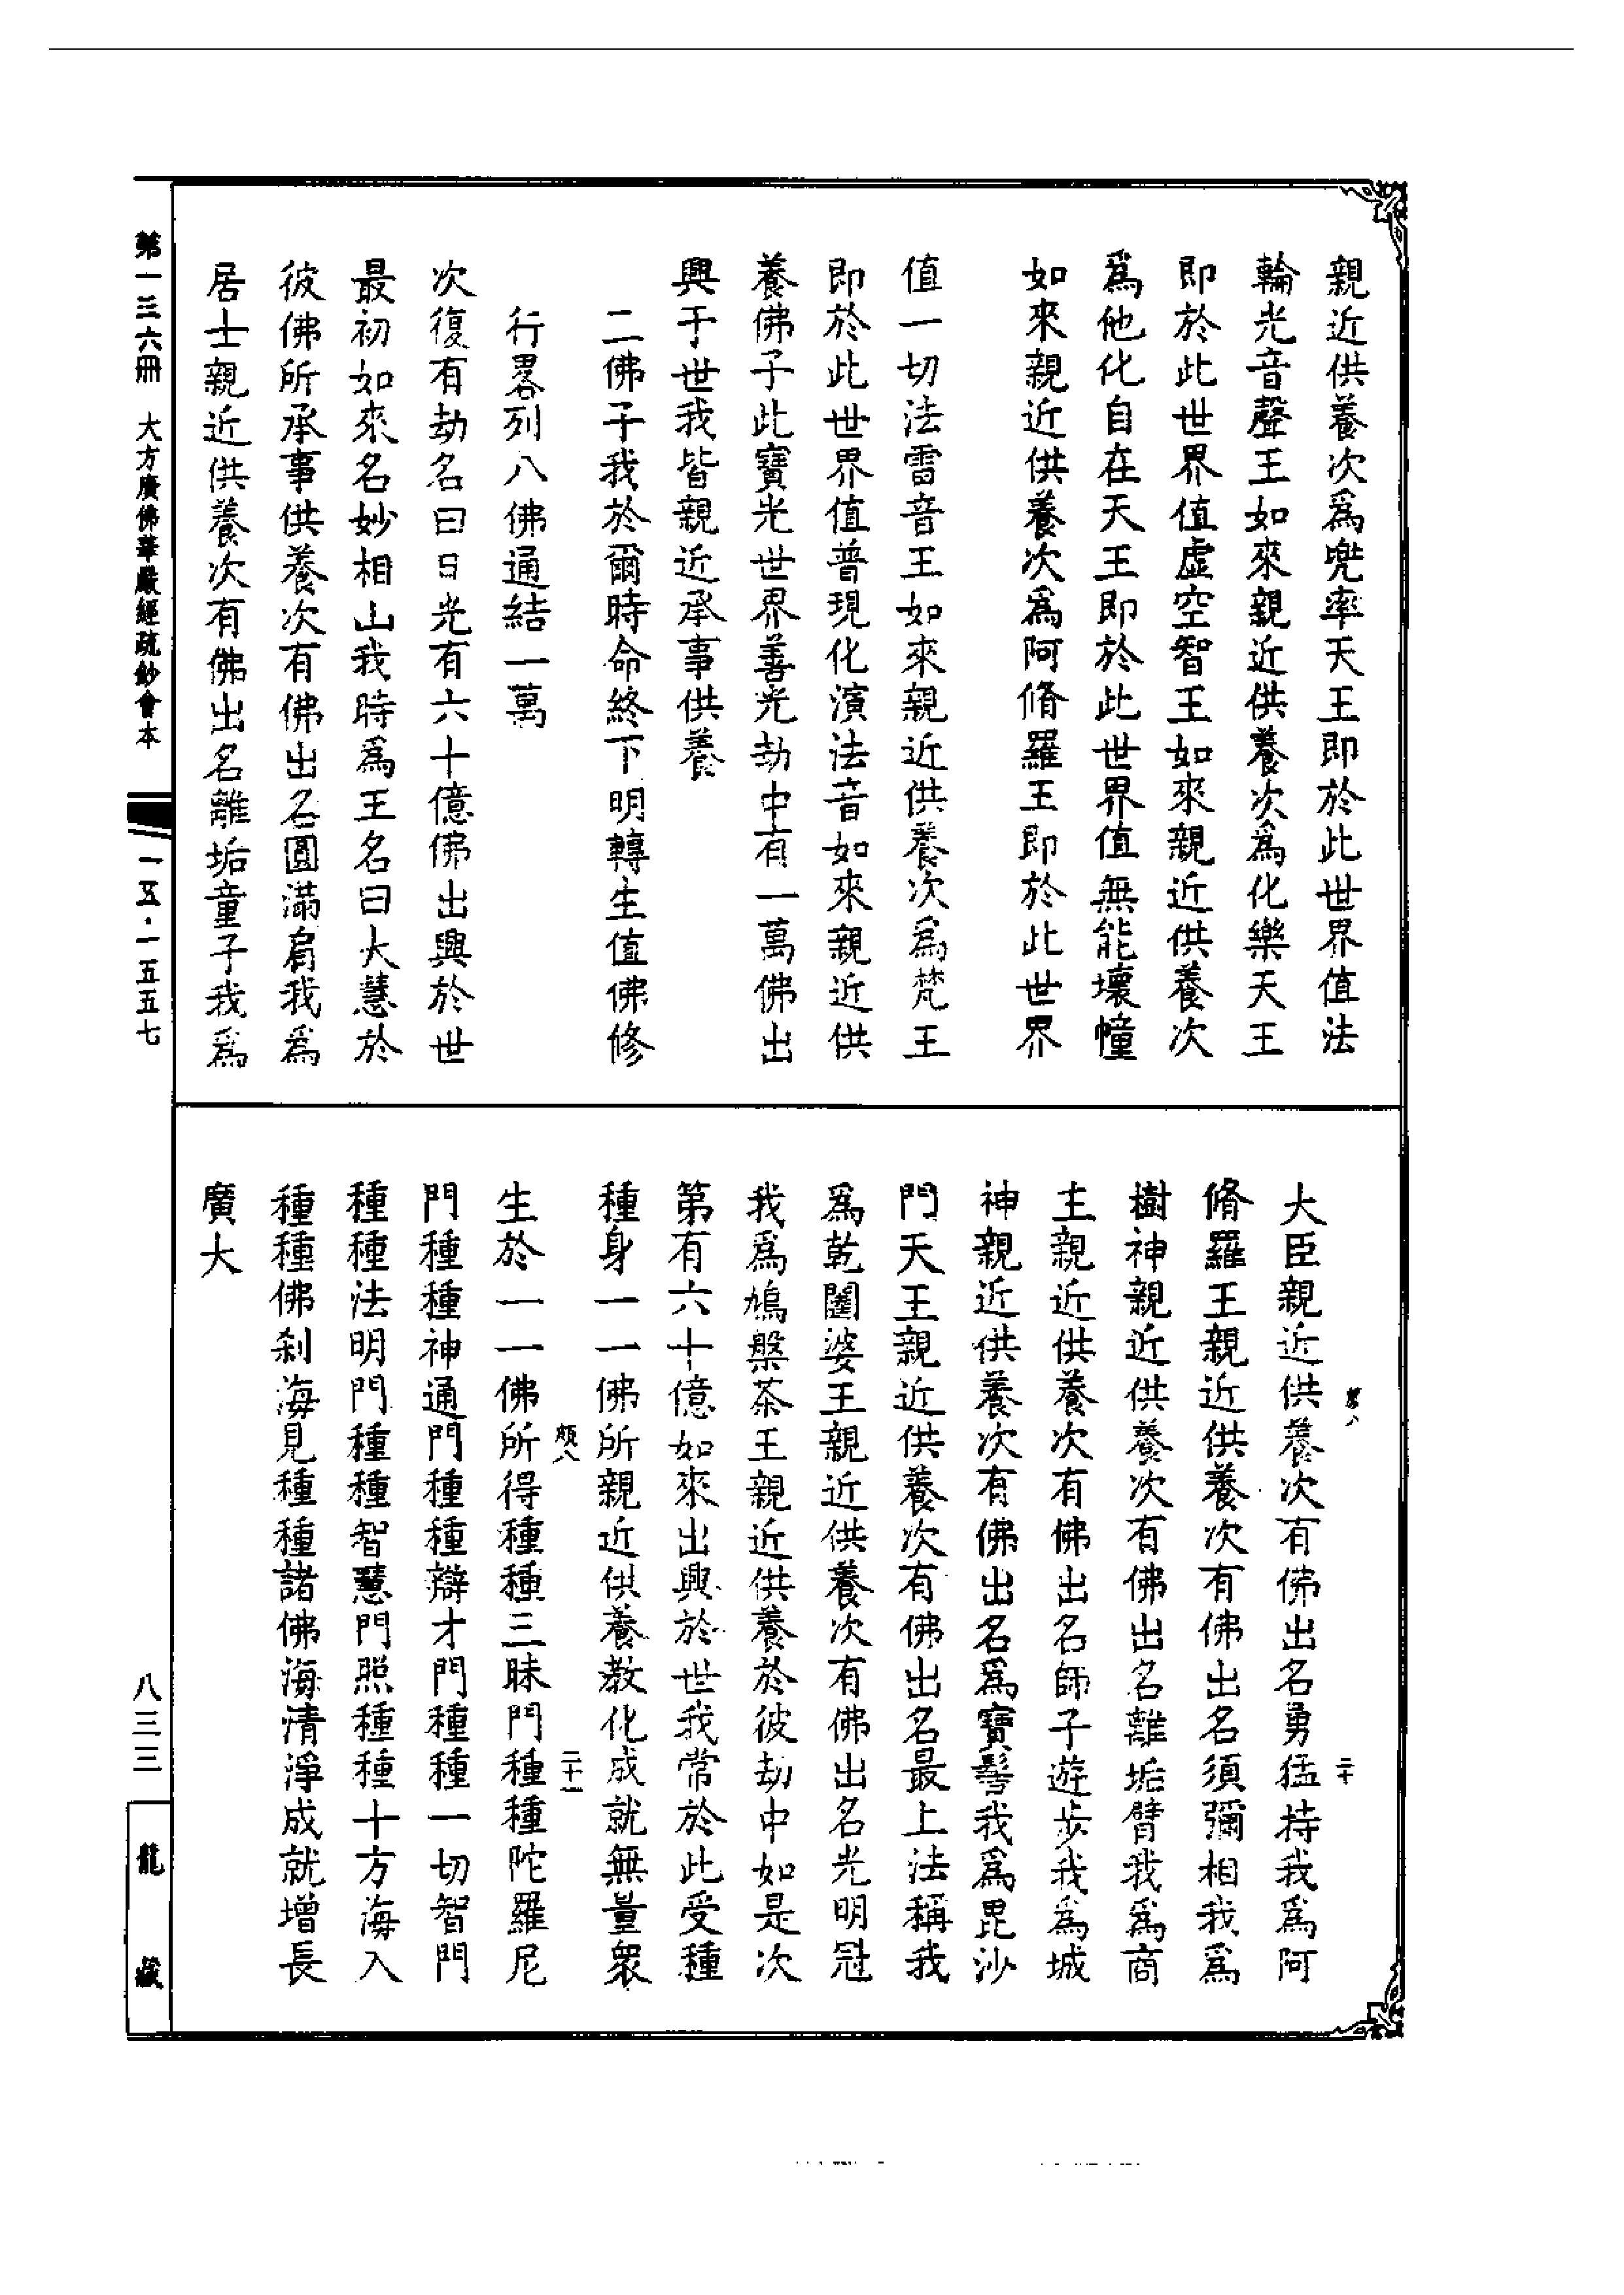 親近供養次爲兜率天王即於此世界值法
輪光音聲王如來親近供養次爲化樂天王
即於此世界值虛空智王如來親近供養次
爲他化自在天王即於此世界值無能壞幢
如來親近供養次爲阿脩羅王即於此世界
值一切法雷音王如來親近供養次爲梵王
即於此世界值普現化演法音如來親近供
養佛子此寶光世界善光劫中有一萬佛出
興于世我皆親近承事供養
二佛子我於爾時命終下明轉生值佛修
行畧列八佛通結一萬
次復有劫名曰日光有六十億佛出興於世
最初如來名妙相山我時爲王名曰大慧於
彼佛所承事供養次有佛出名圓滿肩我爲
居士親近供養次有佛出名離垢童子我爲
大臣親近供養次有佛出名勇猛持我爲阿
脩羅王親近供養次有佛出名須彌相我爲
樹神親近供養次有佛出名離垢臂我爲商
主親近供養次有佛出名師子遊步我爲城
神親近供養次有佛出名爲寶髻我爲毘沙
門天王親近供養次有佛出名最上法稱我
爲乾闥婆王親近供養次有佛出名光明冠
我爲鳩槃茶王親近供養於彼劫中如是次
第有六十億如來出興於世我常於此受種
種身一一佛所親近供養教化成就無量眾
生於一一佛所得種種三昧門種種陀羅尼
門種種神通門種種辯才門種種一切智門
種種法明門種種智慧門照種種十方海入
種種佛刹海見種種諸佛海清淨成就增長
廣大
二十
二十一
第一三六冊 大方廣佛華嚴經疏鈔會本 一五·一五五七
八三三
龍藏